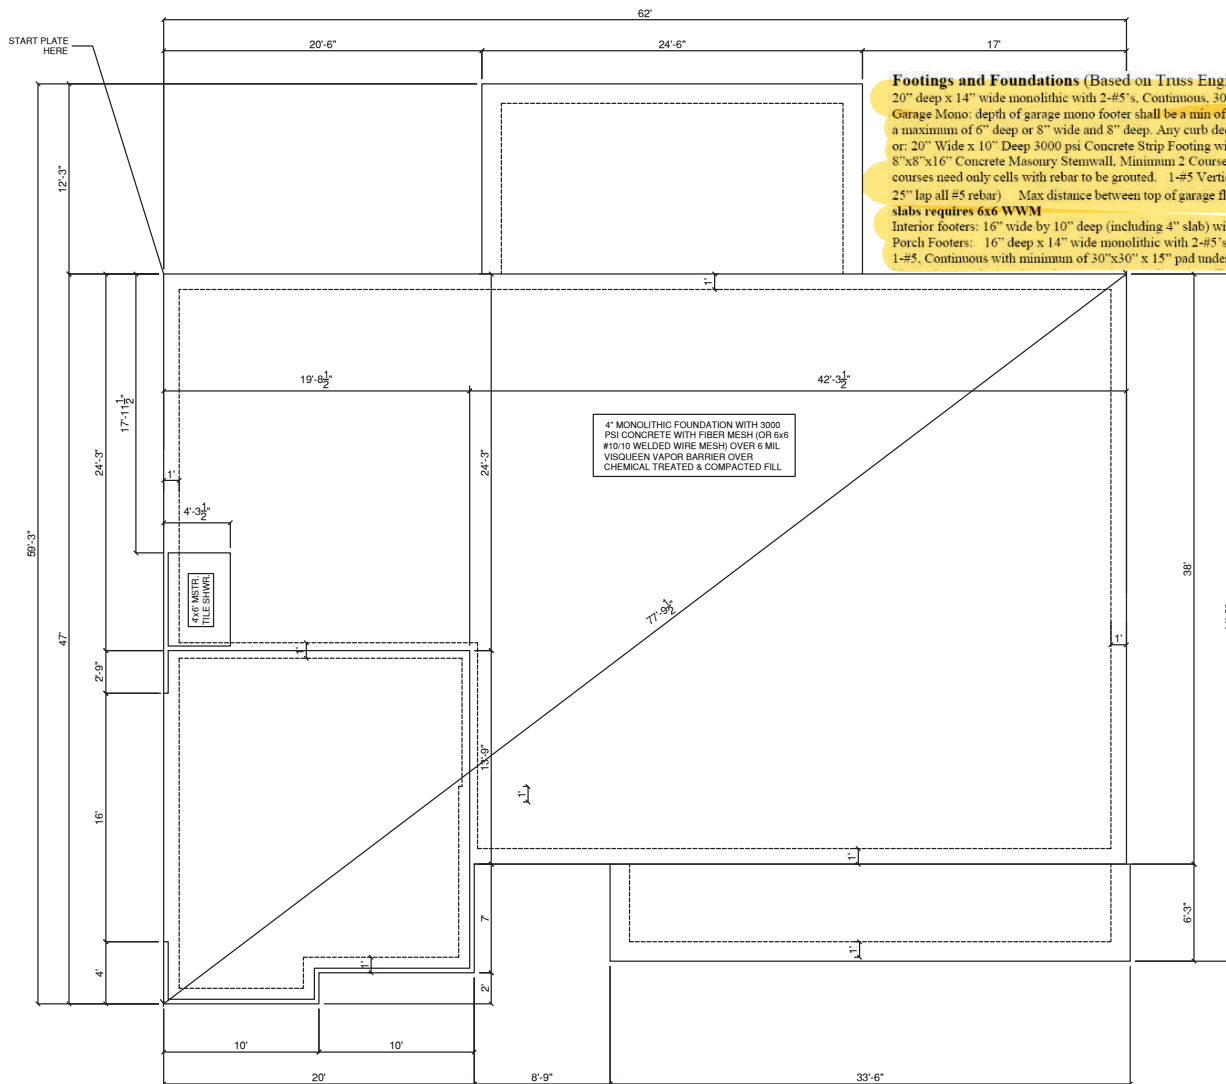 62'
START PLATE
HERE
20'-6"
24'-6"
17'
Footings and Foundations (Based on Truss Engi
20" deep x 14" wide monolithic with 2-#5's, Continuous, 30
Garage Mono: depth of garage mono footer shall be a min of
a maximum of 6" deep or 8" wide and 8" deep. Any curb dee
or: 20" Wide x 10" Deep 3000 psi Concrete Strip Footing wi
8"x8"x16" Concrete Masonry Stemwall, Minimum 2 Course
courses need only cells with rebar to be grouted. 1-#5 Vertic
25" lap all #5 rebar) Max distance between top of garage fl
slabs requires 6x6 WWM
Interior footers: 16" wide by 10" deep (including 4" slab) wi
Porch Footers: 16" deep x 14" wide monolithic with 2-#5's
1-#5, Continuous with minimum of 30"x30" x 15" pad unde
12'-3"
1'
19'-8 1/2"
42'-3 1/2"
17'-11 1/2"
4" MONOLITHIC FOUNDATION WITH 3000
PSI CONCRETE WITH FIBER MESH (OR 6x6
#10/10 WELDED WIRE MESH) OVER 6 MIL
VISQUEEN VAPOR BARRIER OVER
CHEMICAL TREATED & COMPACTED FILL
24'-3"
24'-3"
1'
4'-3 1/2"
59'-3"
4'x6' MSTR.
TILE SHWR.
77'-9 1/2"
38'
47'
1'
1'
2'-9"
13'-9"
1'
16'
1'
7'
6'-3"
1'
1'
4'
2'
10'
10'
20'
8'-9"
33'-6"